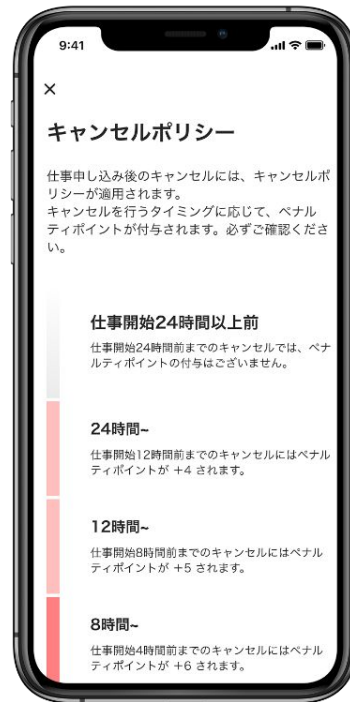 9:41
×
キャンセルポリシー
仕事申し込み後のキャンセルには、キャンセルポ
リシーが適用されます。
キャンセルを行うタイミングに応じて、ペナル
ティポイントが付与されます。必ずご確認くださ
い。
仕事開始24時間以上前
仕事開始24時間前までのキャンセルでは、ペナ
ルティポイントの付与はございません。
24時間~
仕事開始12時間前までのキャンセルにはペナル
ティポイントが +4 されます。
12時間~
仕事開始8時間前までのキャンセルにはペナル
ティポイントが +5 されます。
8時間~
仕事開始4時間前までのキャンセルにはペナル
ティポイントが +6 されます。